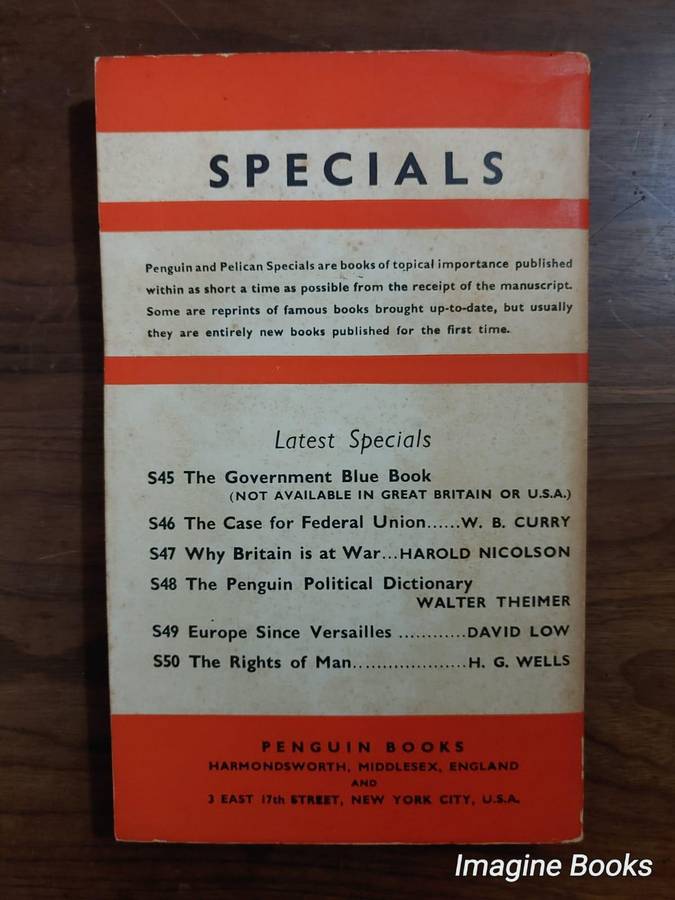 SPECIALS
Penguin and Pelican Specials are books of topical importance published
within as short a time as possible from the receipt of the manuscript.
Some are reprints of famous books brought up-to-date, but usually
they are entirely new books published for the first time.
Latest Specials
S45 The Government Blue Book
(NOT AVAILABLE IN GREAT BRITAIN OR U.S.A.)
S46 The Case for Federal Union......W. B. CURRY
S47 Why Britain is at War...HAROLD NICOLSON
S48 The Penguin Political Dictionary
WALTER THEIMER
S49 Europe Since Versailles ............DAVID LOW
S50 The Rights of Man.....................H. G. WELLS
PENGUIN BOOKS
HARMONDSWORTH, MIDDLESEX, ENGLAND
AND
3 EAST 17th STREET, NEW YORK CITY, U.S.A.
Imagine Books